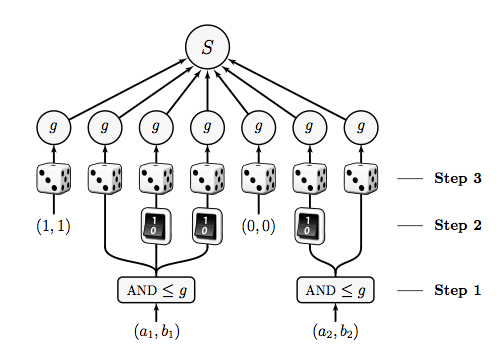 S
g g g g g g g
Step 3
(1, 1) 1 0 1 0 (0, 0) 1 0 Step 2
AND ≤ g AND ≤ g Step 1
(a₁, b₁) (a₂, b₂)